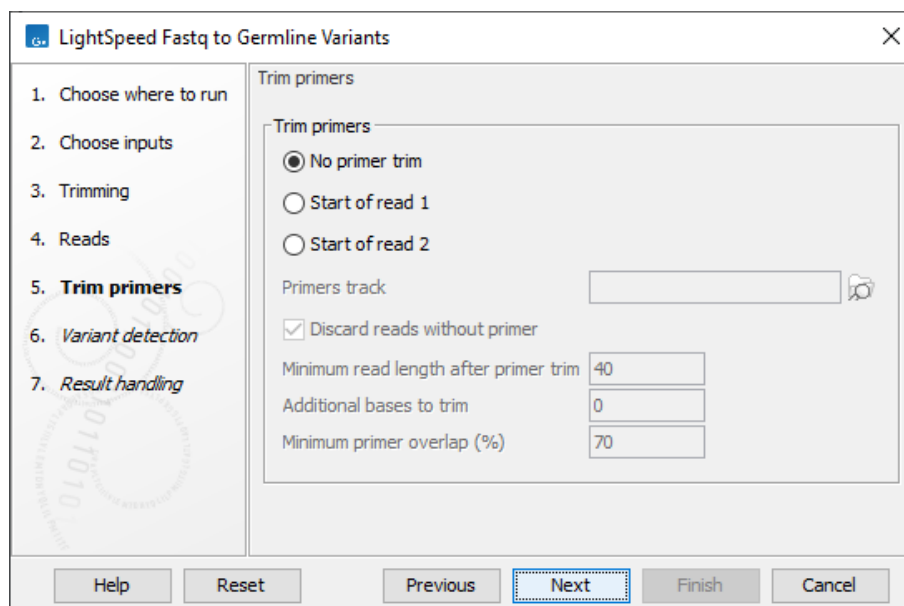 LightSpeed Fastq to Germline Variants
1. Choose where to run
2. Choose inputs
3. Trimming
4. Reads
5. Trim primers
6. Variant detection
7. Result handling
Trim primers
Trim primers
No primer trim
Start of read 1
Start of read 2
Primers track
Discard reads without primer
Minimum read length after primer trim 40
Additional bases to trim 0
Minimum primer overlap (%) 70
Help Reset Previous Next Finish Cancel